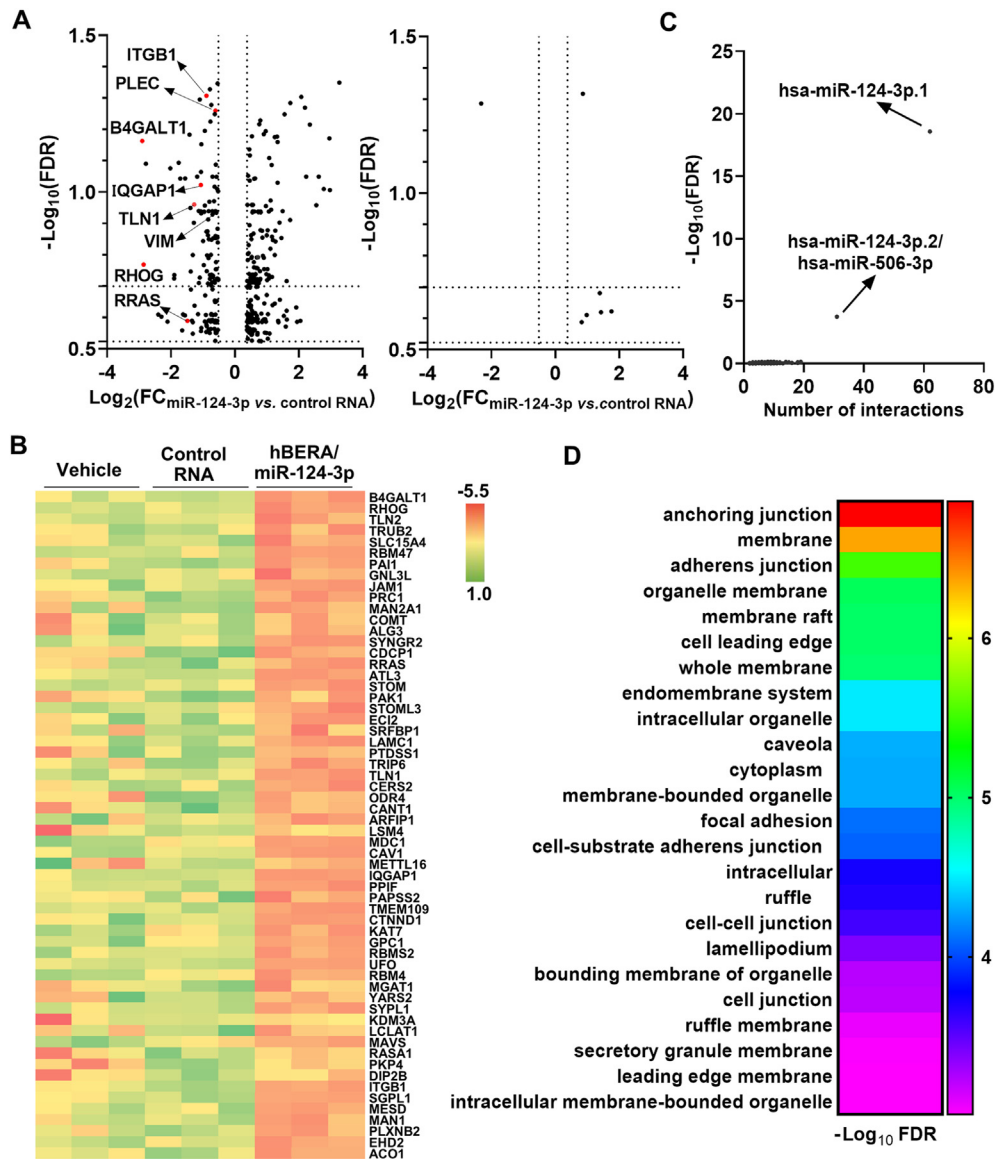 A
1.5
1.0
0.5
-Log10(FDR)
ITGB1
PLEC
B4GALT1
IQGAP1
TLN1
VIM
RHOG
RRAS
-4 -2 0 2 4
Log2(FCmiR-124-3p vs. control RNA)
1.5
1.0
0.5
-Log10(FDR)
-4 -2 0 2 4
Log2(FCmiR-124-3p vs.control RNA)
C
25
20
15
10
5
0
-Log10(FDR)
hsa-miR-124-3p.1
hsa-miR-124-3p.2/
hsa-miR-506-3p
0 20 40 60 80
Number of interactions
B
Vehicle
Control
RNA
hBERA/
miR-124-3p
-5.5
1.0
B4GALT1
RHOG
TLN2
TRUB2
SLC15A4
RBM47
PAI1
GNL3L
JAM1
PRC1
MAN2A1
COMT
ALG3
SYNGR2
CDCP1
RRAS
ATL3
STOM
PAK1
STOML3
ECI2
SRFBP1
LAMC1
PTDSS1
TRIP6
TLN1
CERS2
ODR4
CANT1
ARFIP1
LSM4
MDC1
CAV1
METTL16
IQGAP1
PPIF
PAPSS2
TMEM109
CTNND1
KAT7
GPC1
RBMS2
UFO
RBM4
MGAT1
YARS2
SYPL1
KDM3A
LCLAT1
MAVS
RASA1
PKP4
DIP2B
ITGB1
SGPL1
MESD
MAN1
PLXNB2
EHD2
ACO1
D
anchoring junction
membrane
adherens junction
organelle membrane
membrane raft
cell leading edge
whole membrane
endomembrane system
intracellular organelle
caveola
cytoplasm
membrane-bounded organelle
focal adhesion
cell-substrate adherens junction
intracellular
ruffle
cell-cell junction
lamellipodium
bounding membrane of organelle
cell junction
ruffle membrane
secretory granule membrane
leading edge membrane
intracellular membrane-bounded organelle
6
5
4
-Log10 FDR